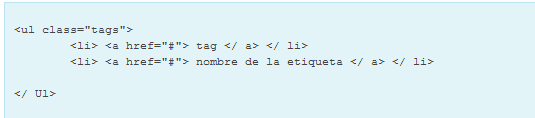 <ul class="tags">
<li> <a href="#"> tag </ a> </ li>
<li> <a href="#"> nombre de la etiqueta </ a> </ li>
</ Ul>